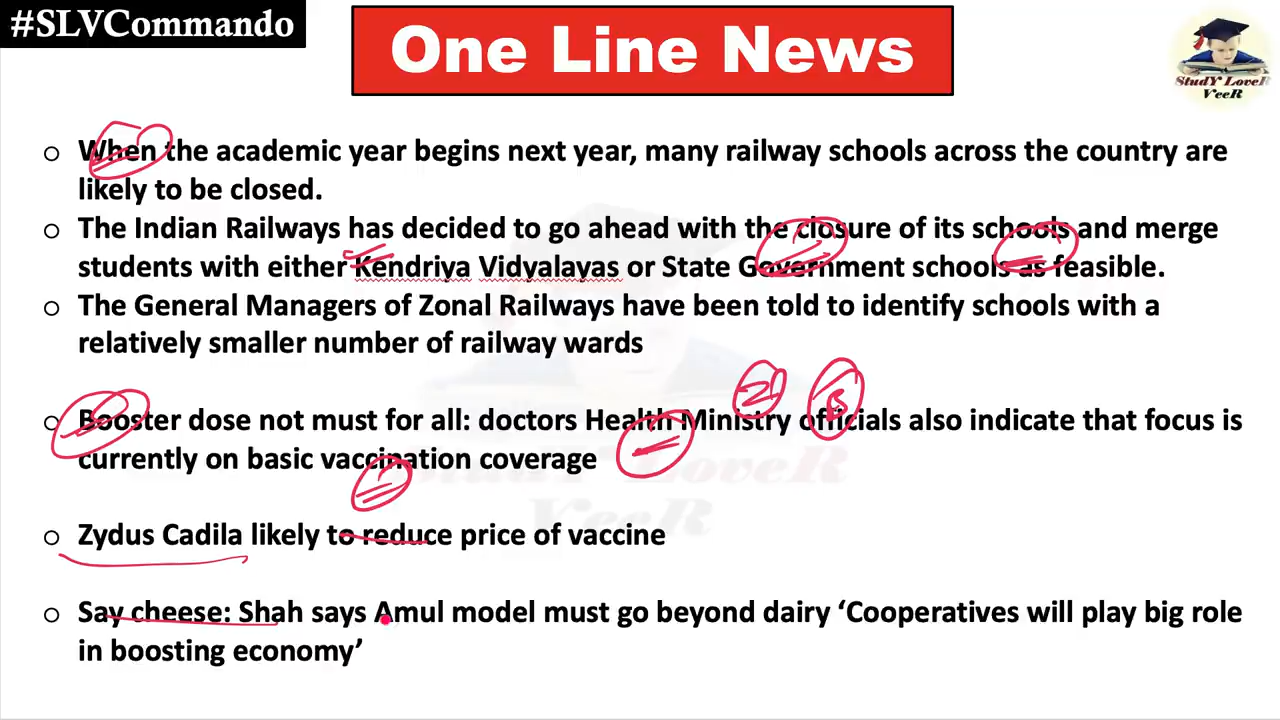 #SLVCommando
One Line News
StudY LoveR
VeeR
○ When the academic year begins next year, many railway schools across the country are
likely to be closed.
○ The Indian Railways has decided to go ahead with the closure of its schools and merge
students with either Kendriya Vidyalayas or State Government schools as feasible.
○ The General Managers of Zonal Railways have been told to identify schools with a
relatively smaller number of railway wards
○ Booster dose not must for all: doctors Health Ministry officials also indicate that focus is
currently on basic vaccination coverage
StudY LoveR
VeeR
○ Zydus Cadila likely to reduce price of vaccine
○ Say cheese: Shah says Amul model must go beyond dairy ‘Cooperatives will play big role
in boosting economy’